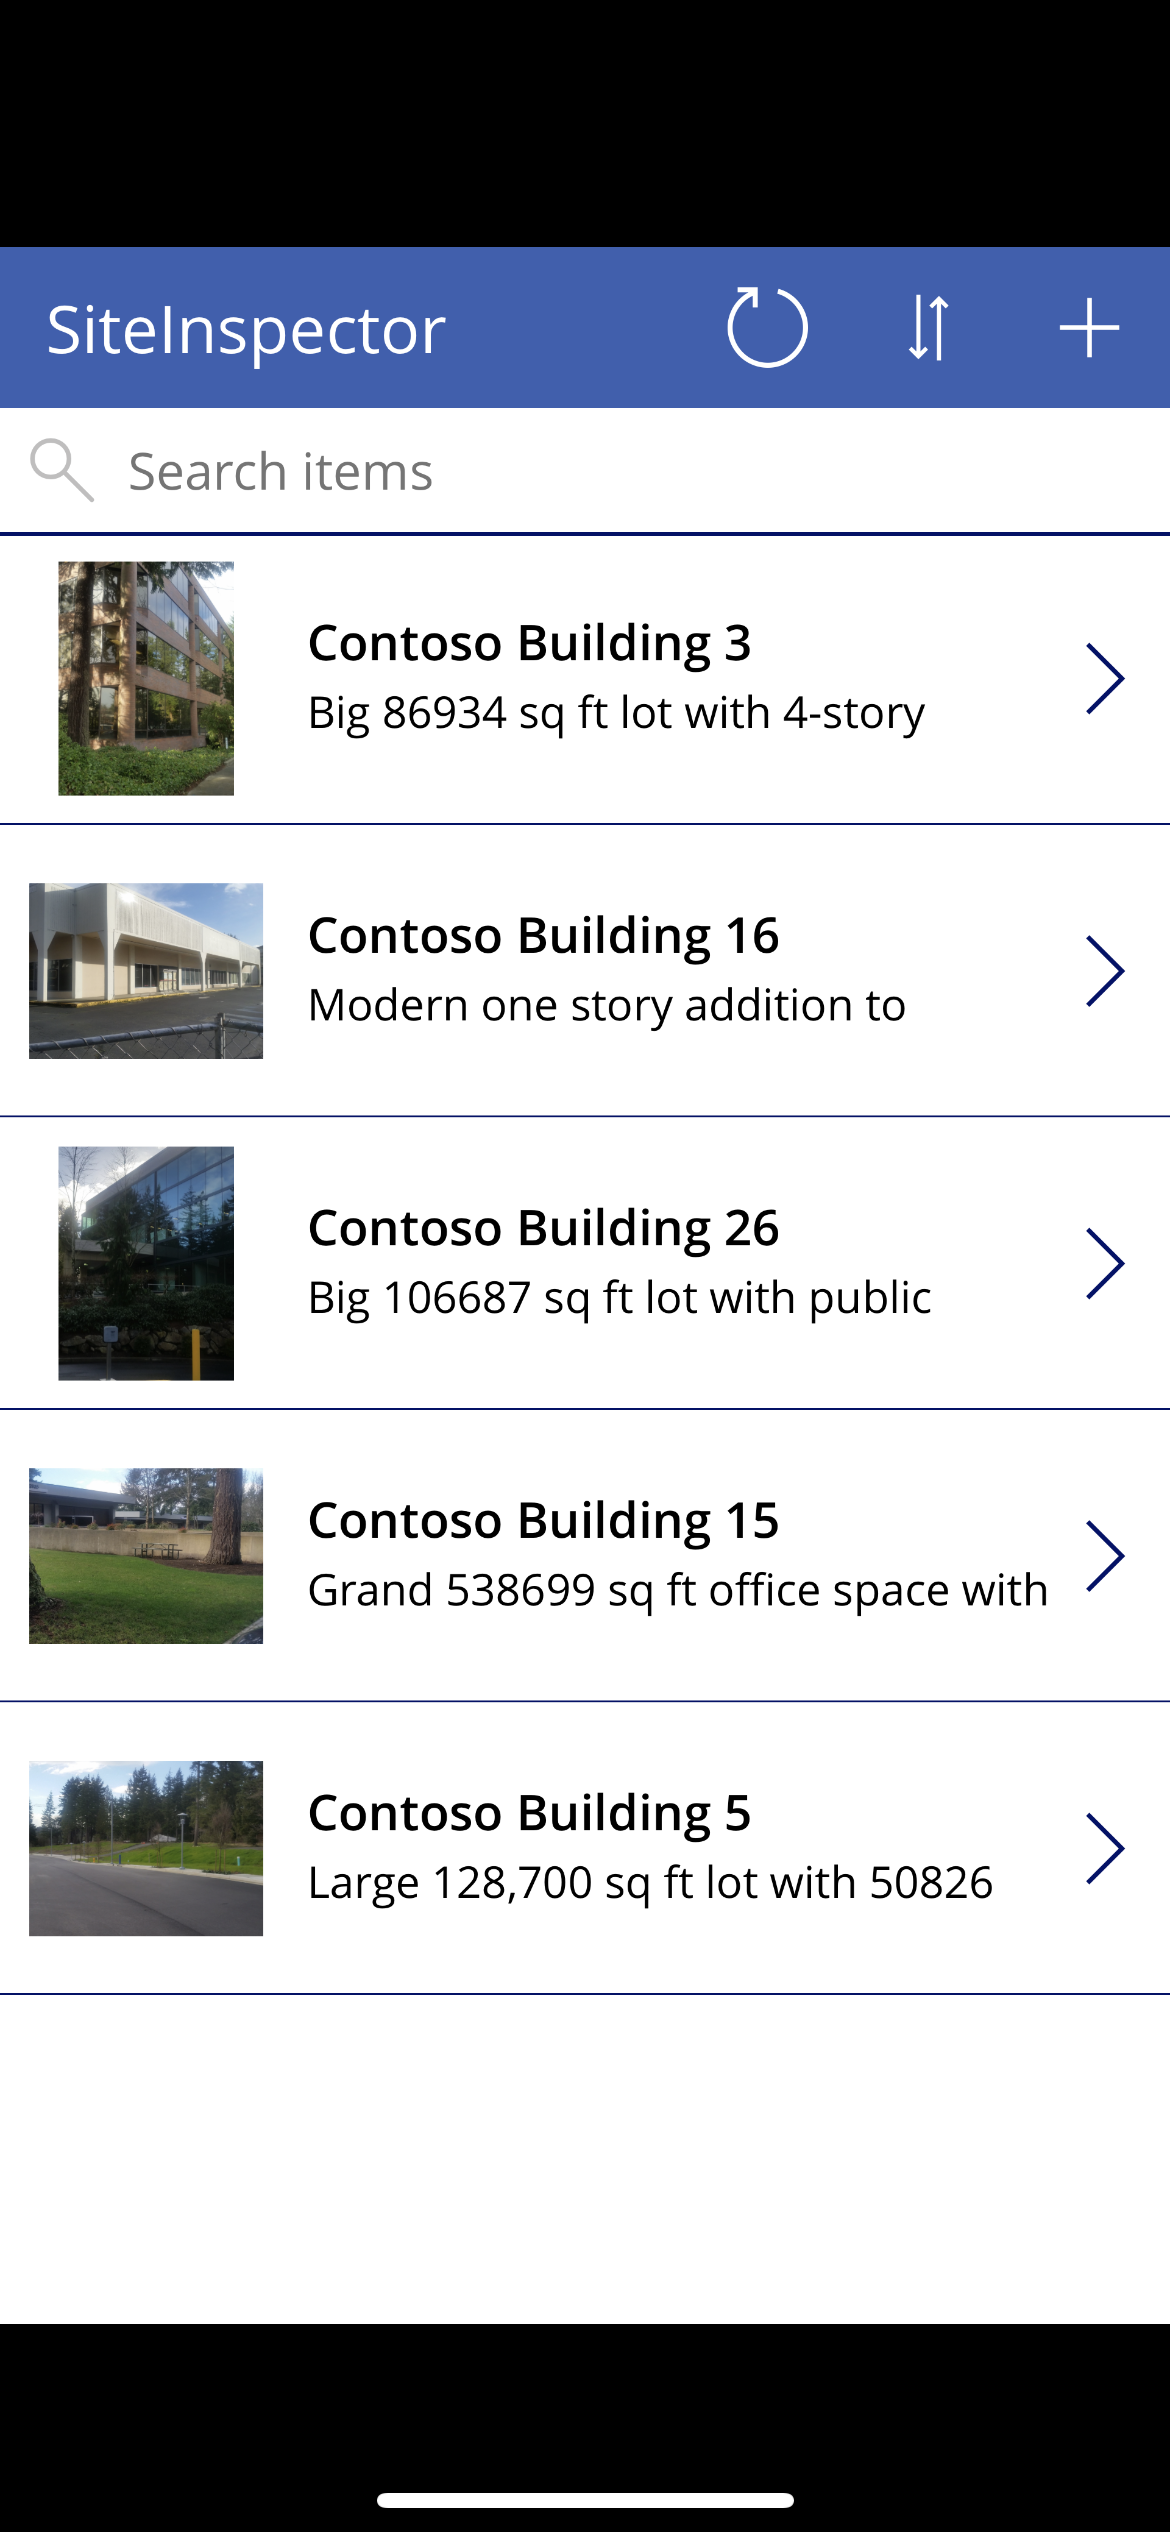 SiteInspector
Search items
Contoso Building 3
Big 86934 sq ft lot with 4-story
Contoso Building 16
Modern one story addition to
Contoso Building 26
Big 106687 sq ft lot with public
Contoso Building 15
Grand 538699 sq ft office space with
Contoso Building 5
Large 128,700 sq ft lot with 50826